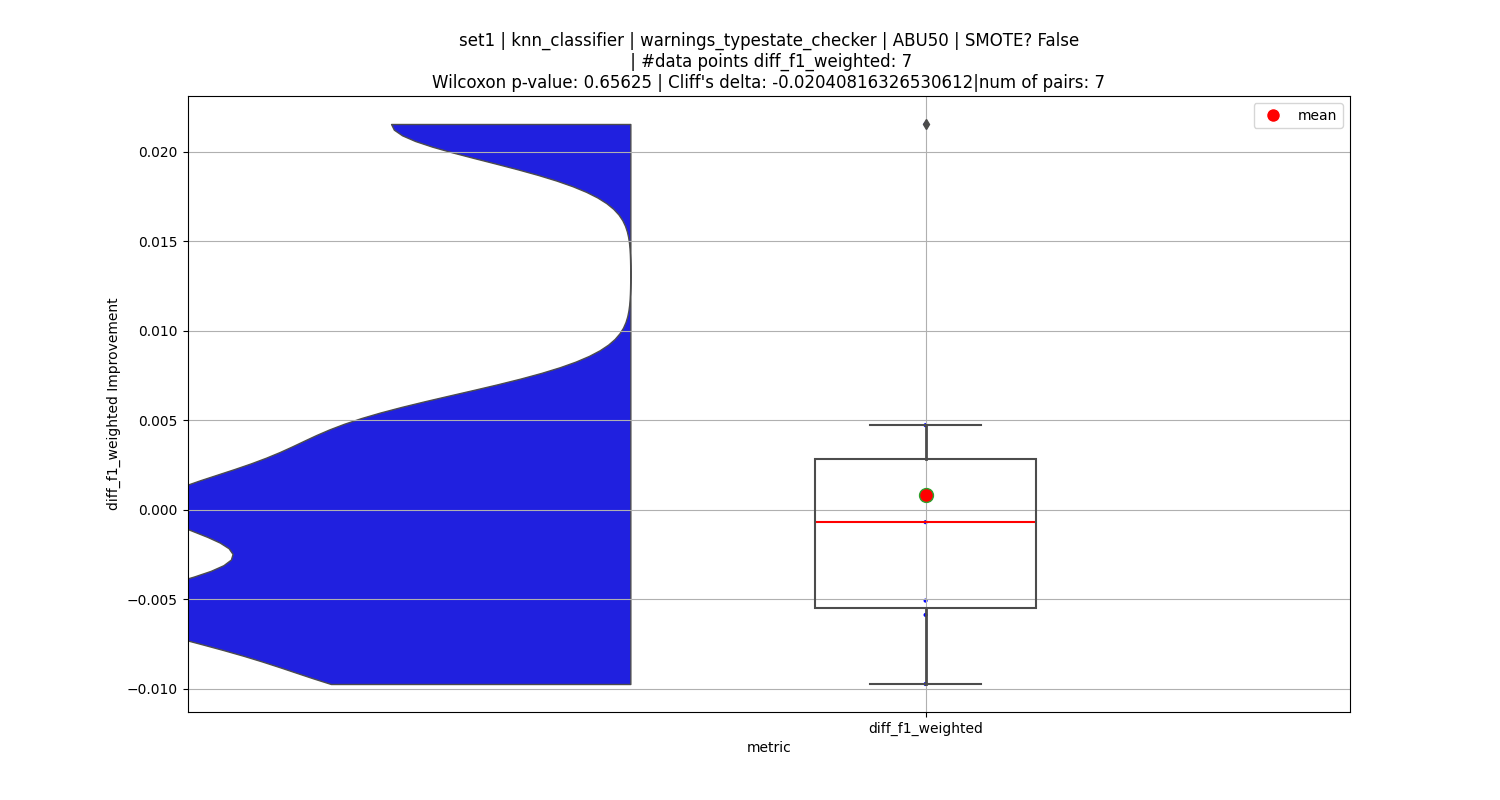 set1 | knn_classifier | warnings_typestate_checker | ABU50 | SMOTE? False
| #data points diff_f1_weighted: 7
Wilcoxon p-value: 0.65625 | Cliff's delta: -0.02040816326530612|num of pairs: 7
mean
0.020
0.015
0.010
0.005
0.000
−0.005
−0.010
diff_f1_weighted Improvement
diff_f1_weighted
metric